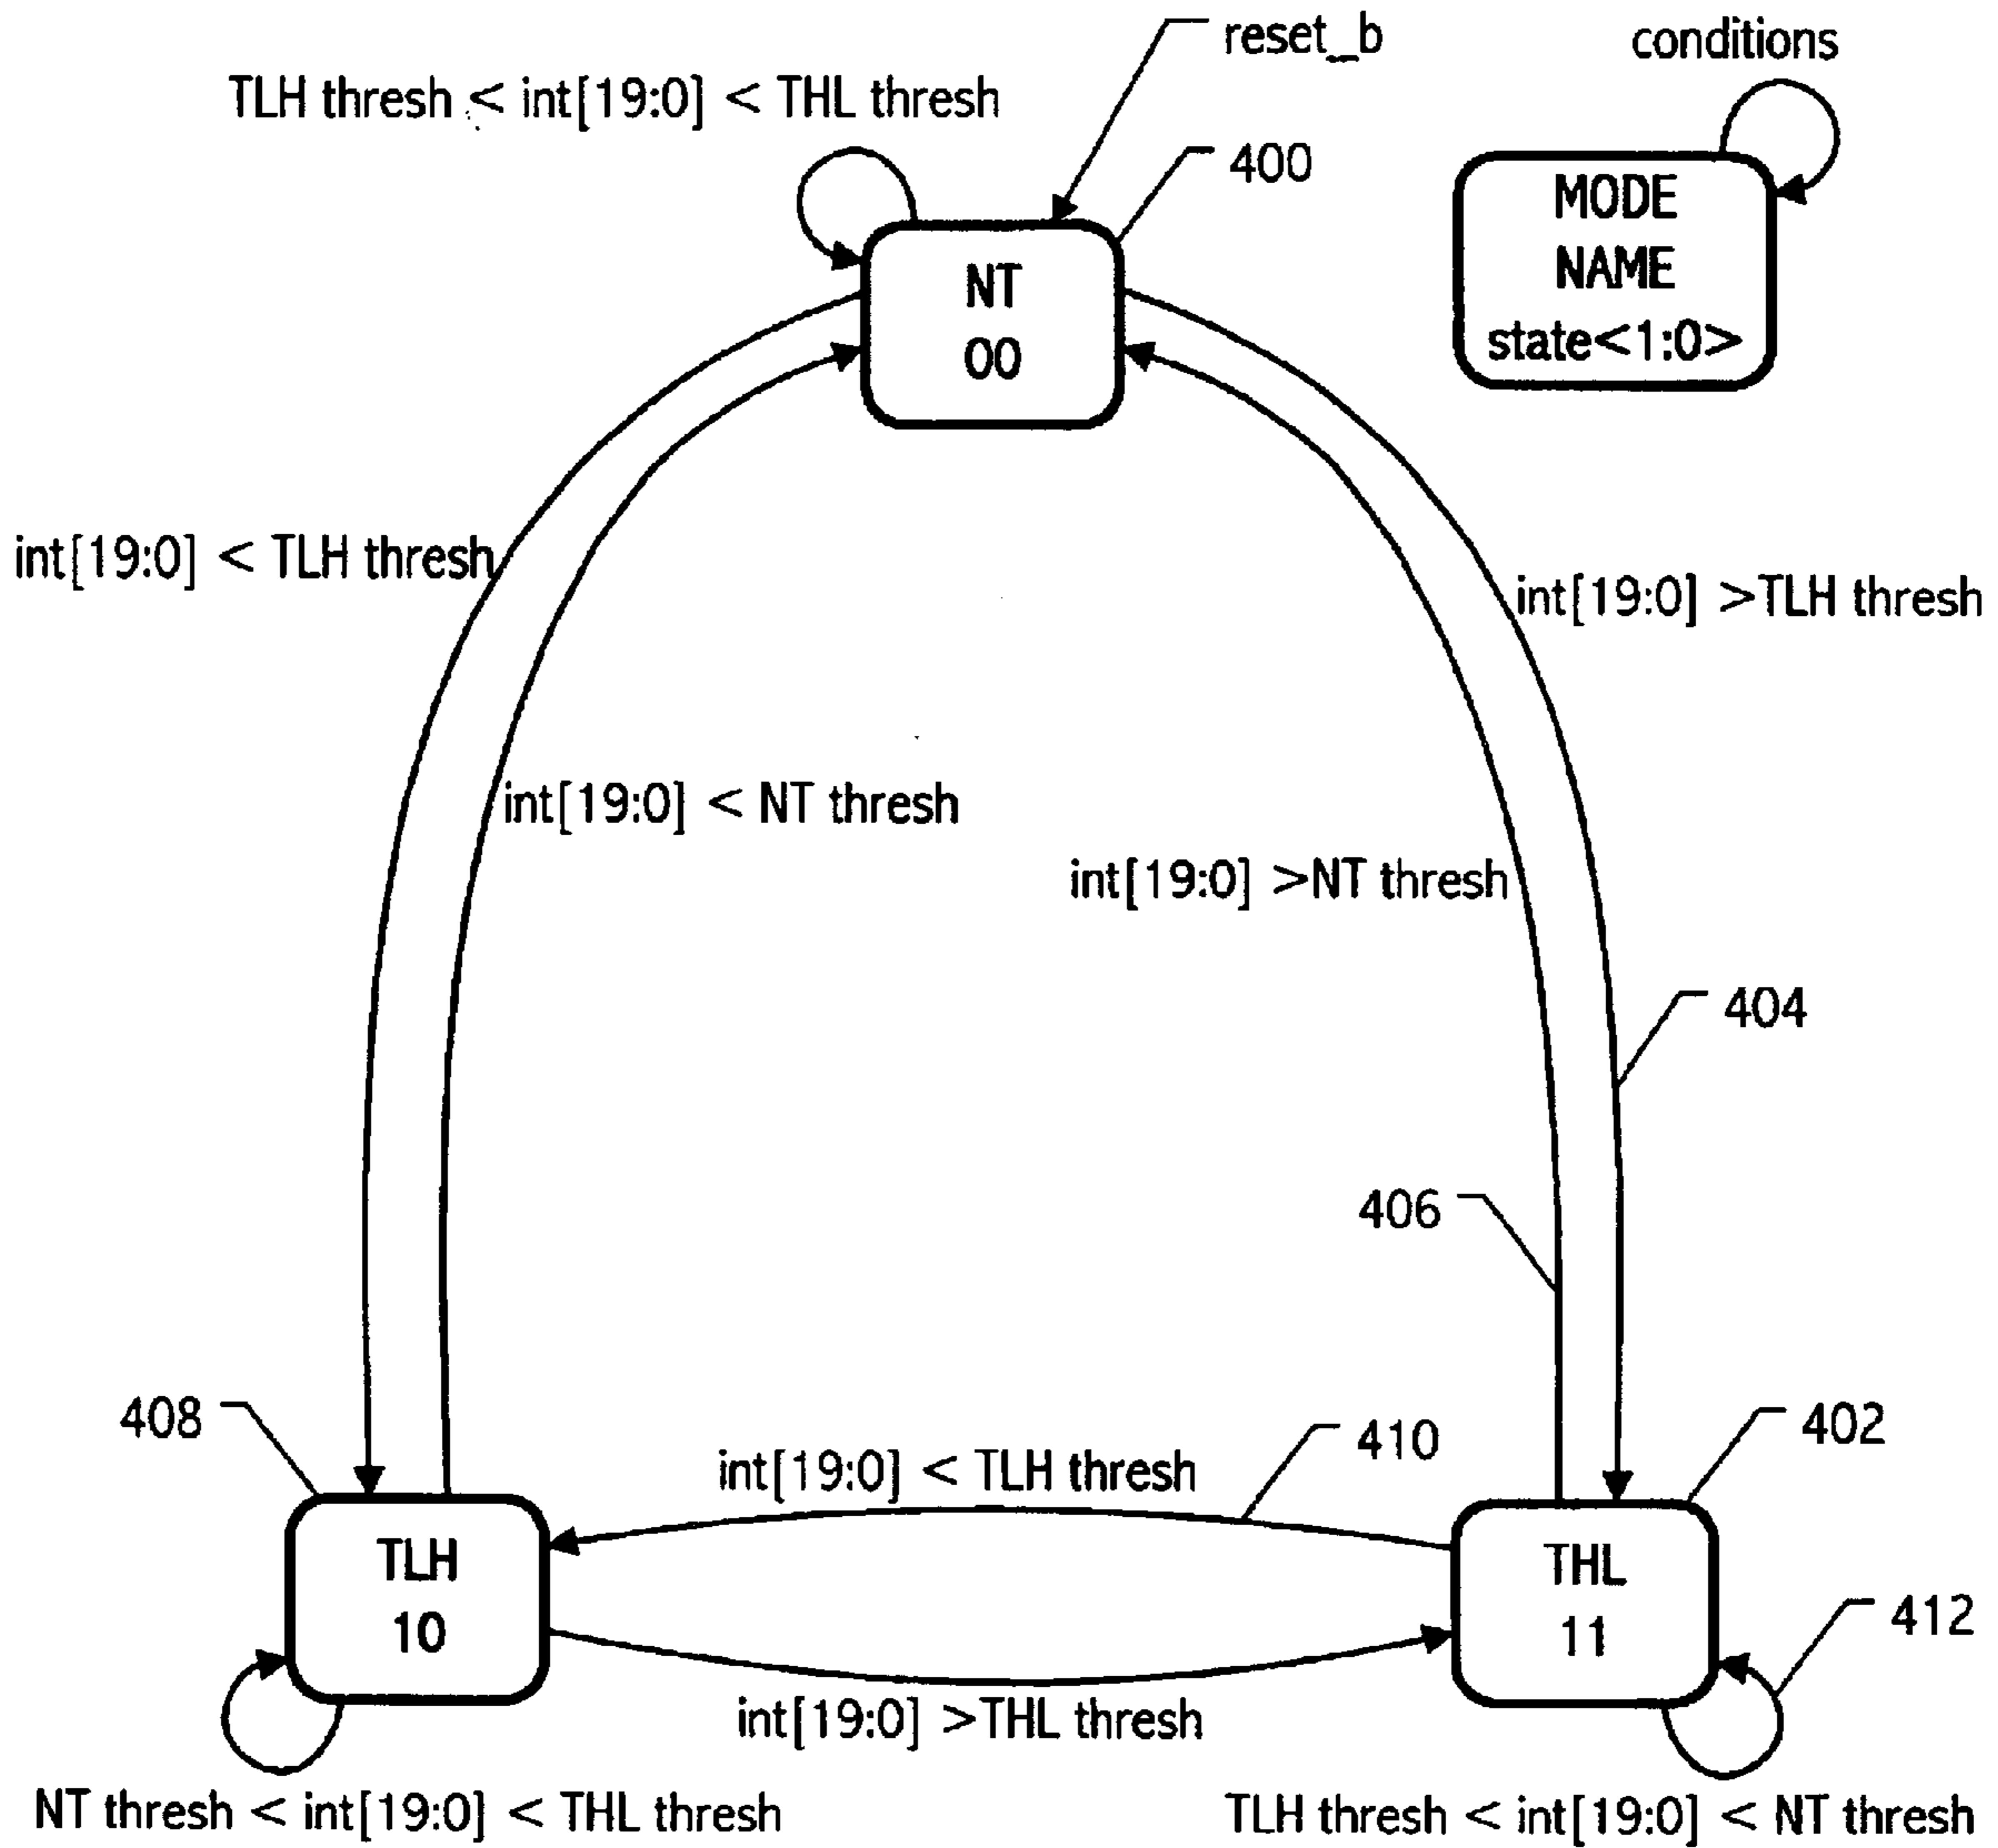 reset_b
conditions
TLH thresh < int[19:0] < THL thresh
400
MODE
NAME
state<1:0>
NT
00
int[19:0] < TLH thresh
int[19:0] >TLH thresh
int[19:0] < NT thresh
int[19:0] >NT thresh
404
406
408
402
int[19:0] < TLH thresh
410
TLH
10
THL
11
412
int[19:0] >THL thresh
NT thresh < int[19:0] < THL thresh
TLH thresh < int[19:0] < NT thresh